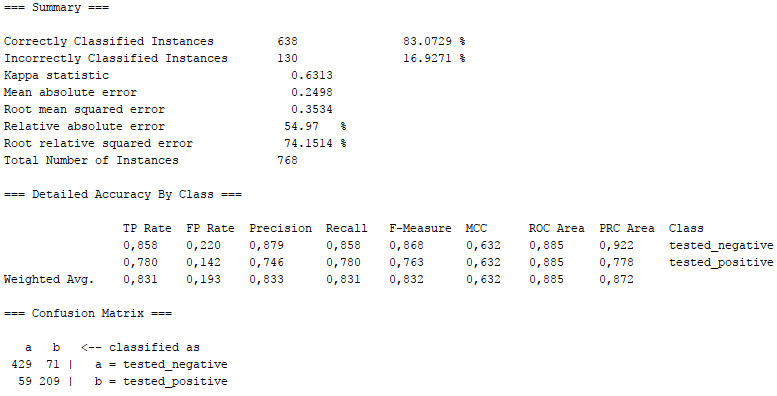 === Summary ===
Correctly Classified Instances 638 83.0729 %
Incorrectly Classified Instances 130 16.9271 %
Kappa statistic 0.6313
Mean absolute error 0.2498
Root mean squared error 0.3534
Relative absolute error 54.97 %
Root relative squared error 74.1514 %
Total Number of Instances 768
=== Detailed Accuracy By Class ===
TP Rate FP Rate Precision Recall F-Measure MCC ROC Area PRC Area Class
0,858 0,220 0,879 0,858 0,868 0,632 0,885 0,922 tested_negative
0,780 0,142 0,746 0,780 0,763 0,632 0,885 0,778 tested_positive
Weighted Avg. 0,831 0,193 0,833 0,831 0,832 0,632 0,885 0,872
=== Confusion Matrix ===
a b <-- classified as
429 71 | a = tested_negative
59 209 | b = tested_positive